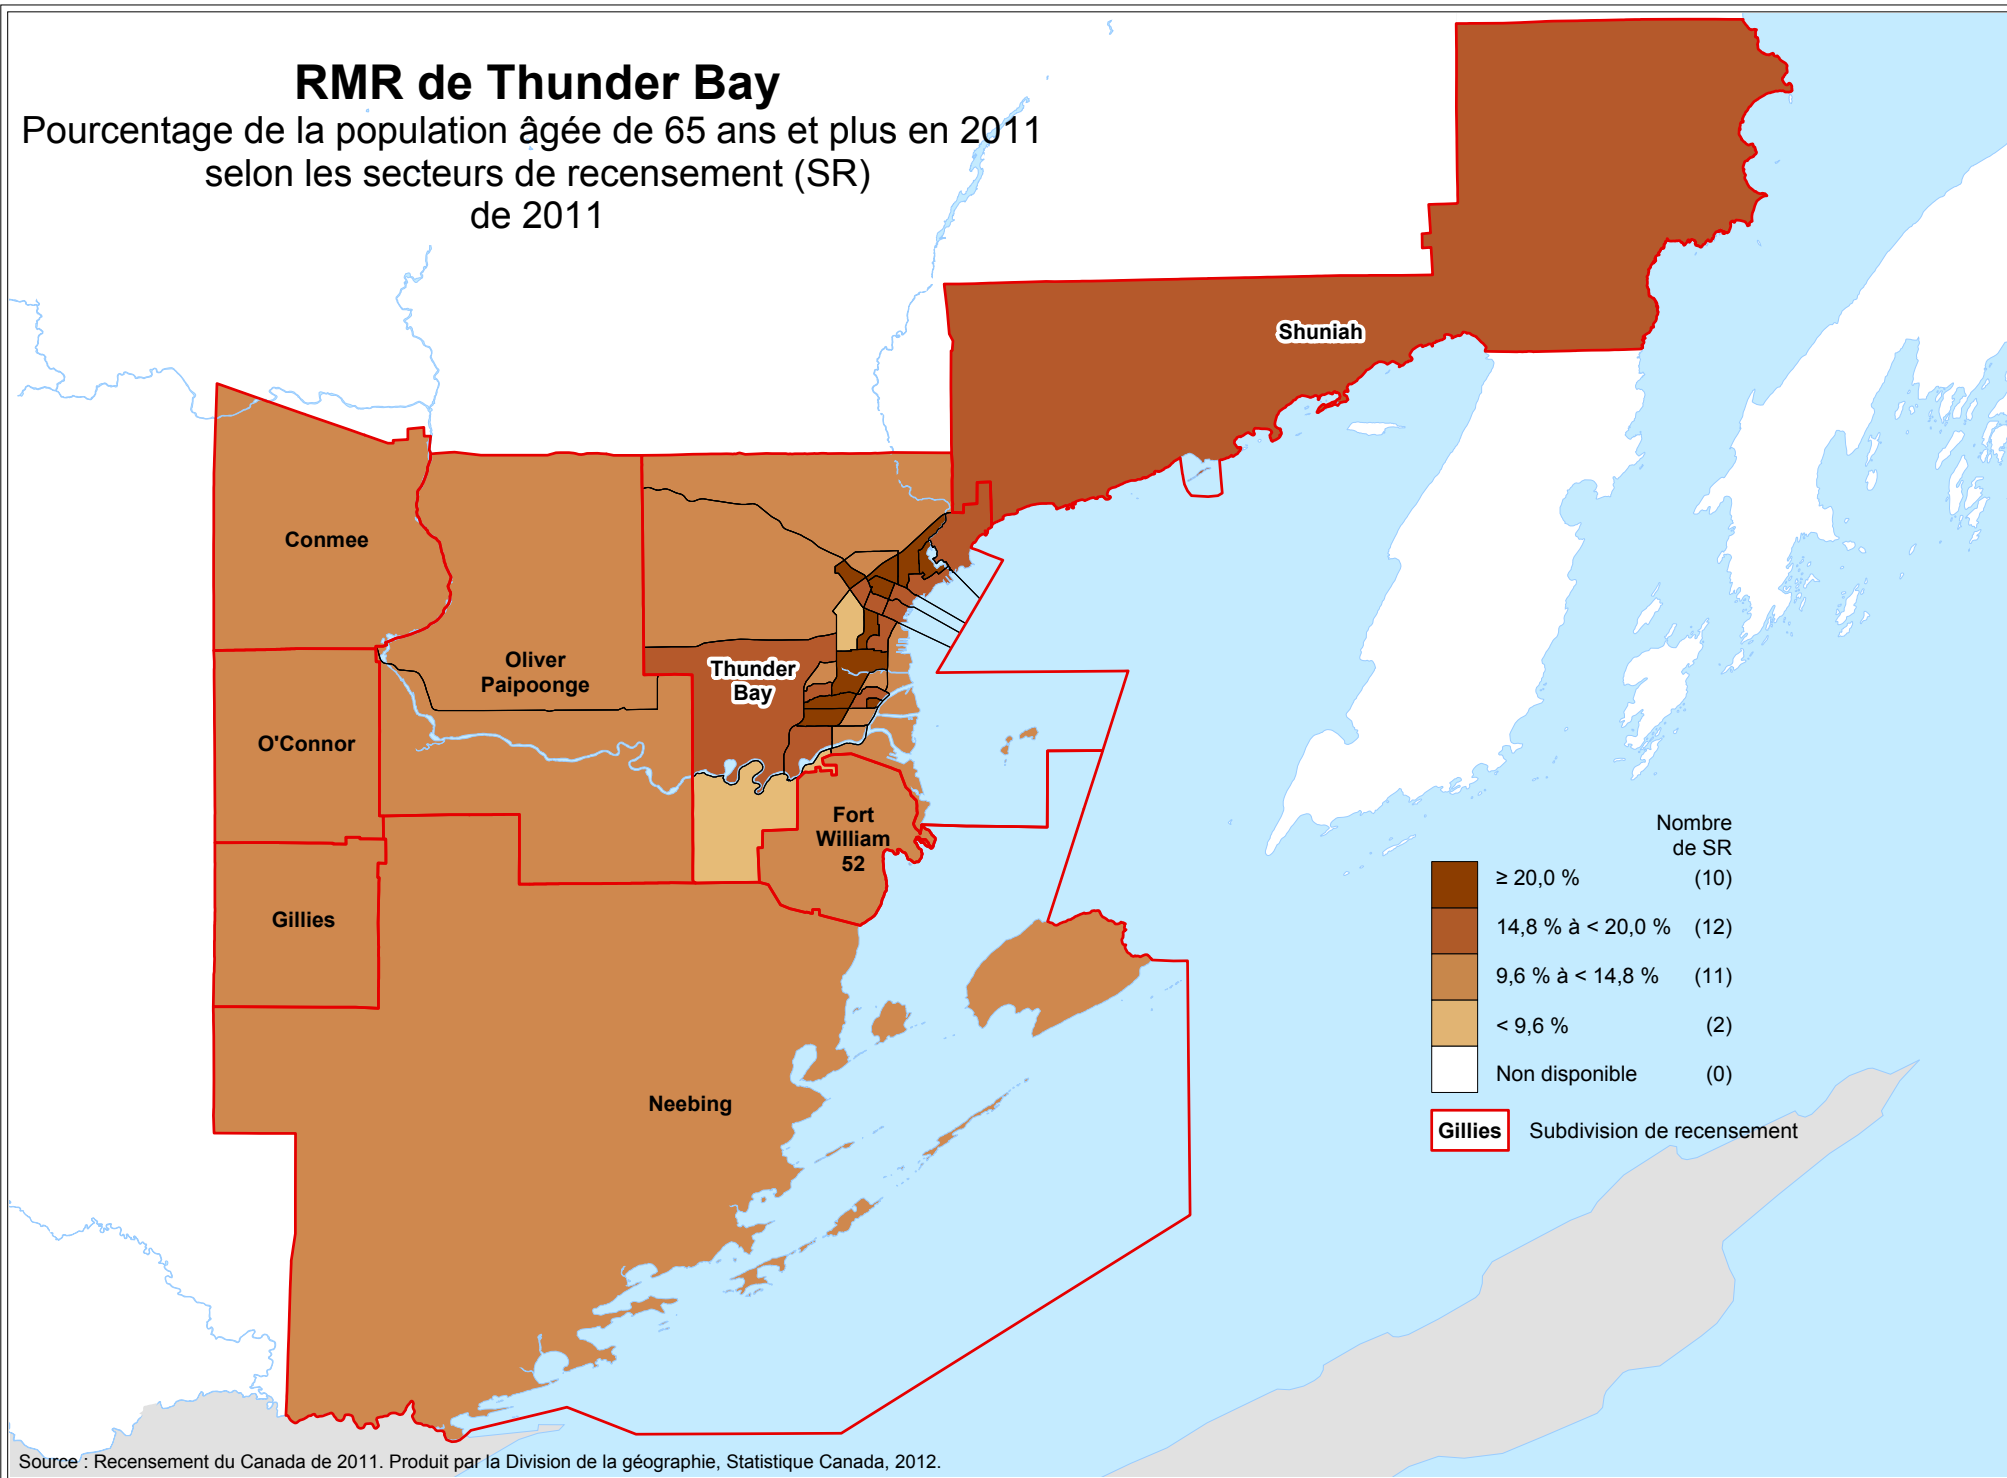 RMR de Thunder Bay
Pourcentage de la population âgée de 65 ans et plus en 2011
selon les secteurs de recensement (SR)
de 2011
Shuniah
Conmee
Oliver
Paipoonge
Thunder
Bay
O'Connor
Fort
William
52
Gillies
Neebing
Nombre
de SR
≥ 20,0 % (10)
14,8 % à < 20,0 % (12)
9,6 % à < 14,8 % (11)
< 9,6 % (2)
Non disponible (0)
Gillies Subdivision de recensement
Source : Recensement du Canada de 2011. Produit par la Division de la géographie, Statistique Canada, 2012.